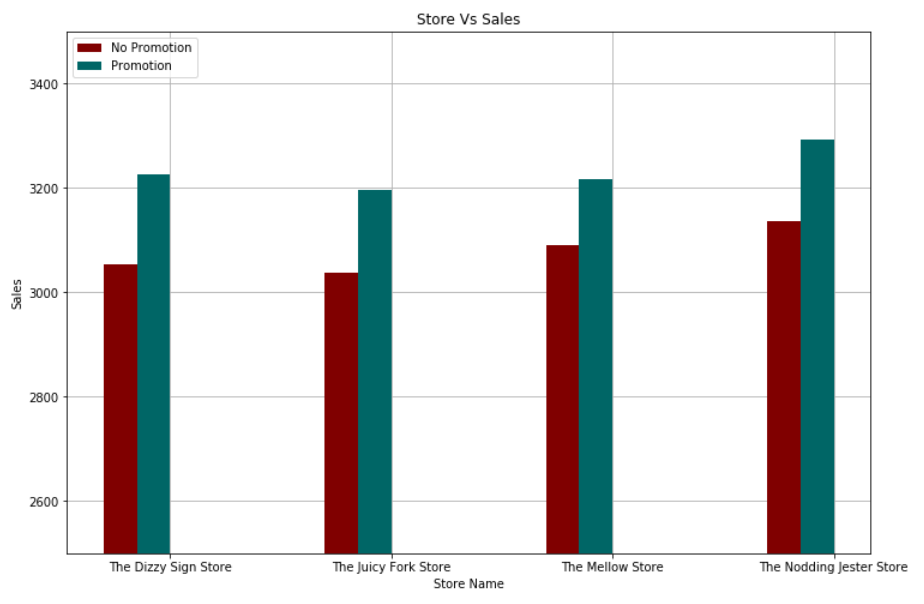 Store Vs Sales
No Promotion
Promotion
3400
3200
3000
2800
2600
Sales
The Dizzy Sign Store
The Juicy Fork Store
The Mellow Store
The Nodding Jester Store
Store Name